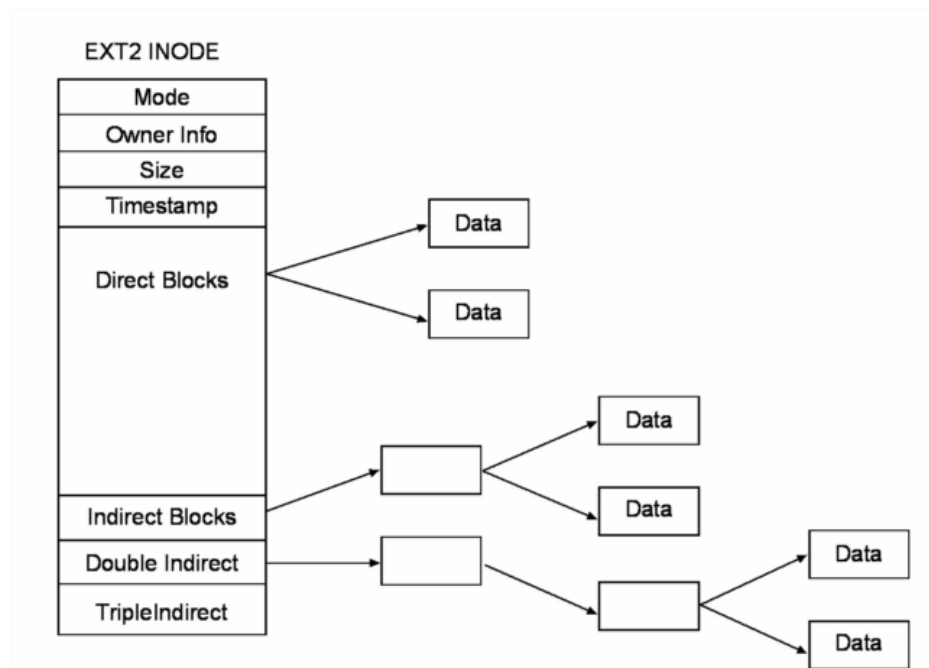 EXT2 INODE
Mode
Owner Info
Size
Timestamp
Direct Blocks
Data
Data
Indirect Blocks
Data
Data
Double Indirect
Data
Data
TripleIndirect